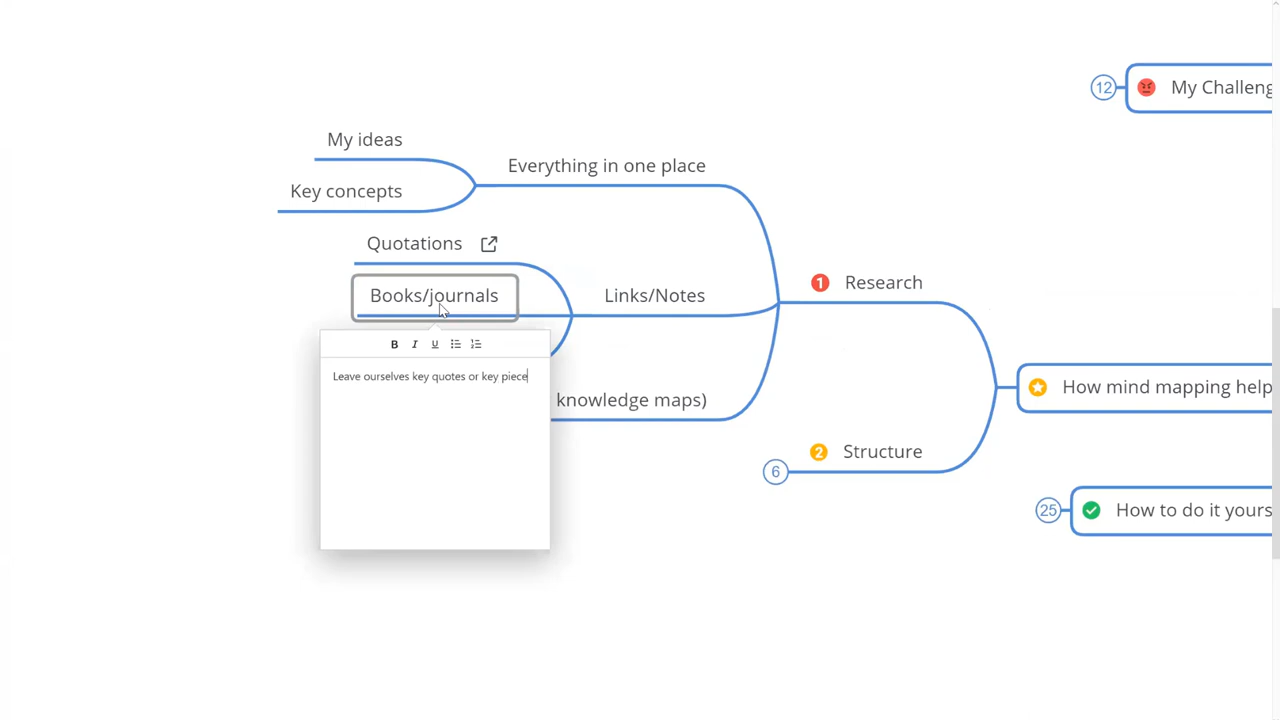 12
My Challeng
My ideas
Everything in one place
Key concepts
Quotations
Books/journals
Links/Notes
1 Research
B I U
Leave ourselves key quotes or key piece
knowledge maps)
How mind mapping help
2 Structure
6
25
How to do it yours